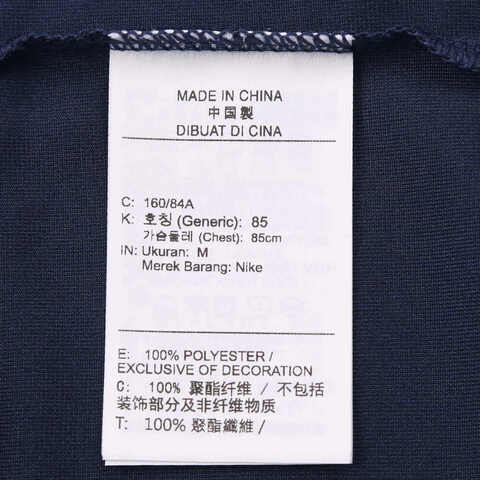 MADE IN CHINA
中国製
DIBUAT DI CINA
C: 160/84A
K: 호칭 (Generic): 85
가슴둘레 (Chest): 85cm
IN: Ukuran: M
Merek Barang: Nike
E: 100% POLYESTER /
EXCLUSIVE OF DECORATION
C: 100% 聚酯纤维 / 不包括
装饰部分及非纤维物质
T: 100% 聚酯纖維 /